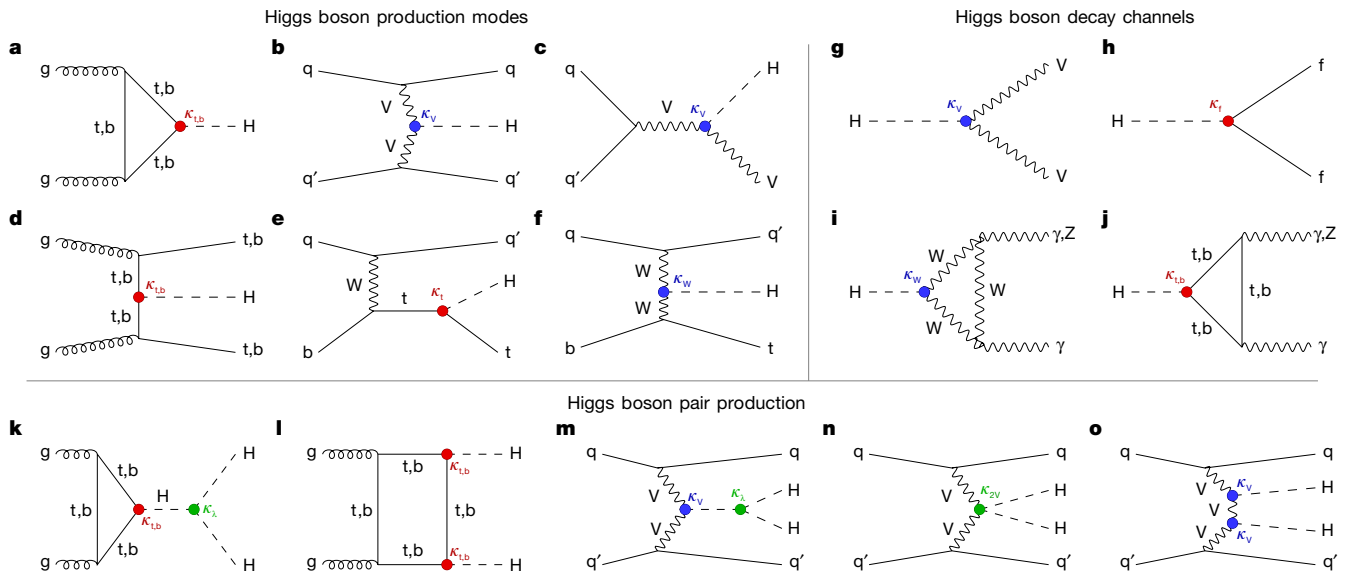 Higgs boson production modes
Higgs boson decay channels
a
g
t,b
κt,b
t,b
H
t,b
g
b
q
q
V
κV
H
V
q′
q′
c
q
H
V
κV
q′
V
g
V
κV
H
V
h
f
κf
H
f
d
g
t,b
t,b
κt,b
H
t,b
g
t,b
e
q
q′
W
H
t
κt
b
t
f
q
q′
W
κW
H
W
b
t
i
γ,Z
W
κW
H
W
W
γ
j
γ,Z
t,b
κt,b
H
t,b
t,b
γ
Higgs boson pair production
k
g
H
t,b
H
t,b
κt,b
κλ
t,b
g
H
l
g
H
t,b
κt,b
t,b
t,b
t,b
κt,b
g
H
m
q
q
V
κV
κλ
H
V
H
q′
q′
n
q
q
V
κ2V
H
V
H
q′
q′
o
q
q
V
κV
H
V
V
κV
H
q′
q′